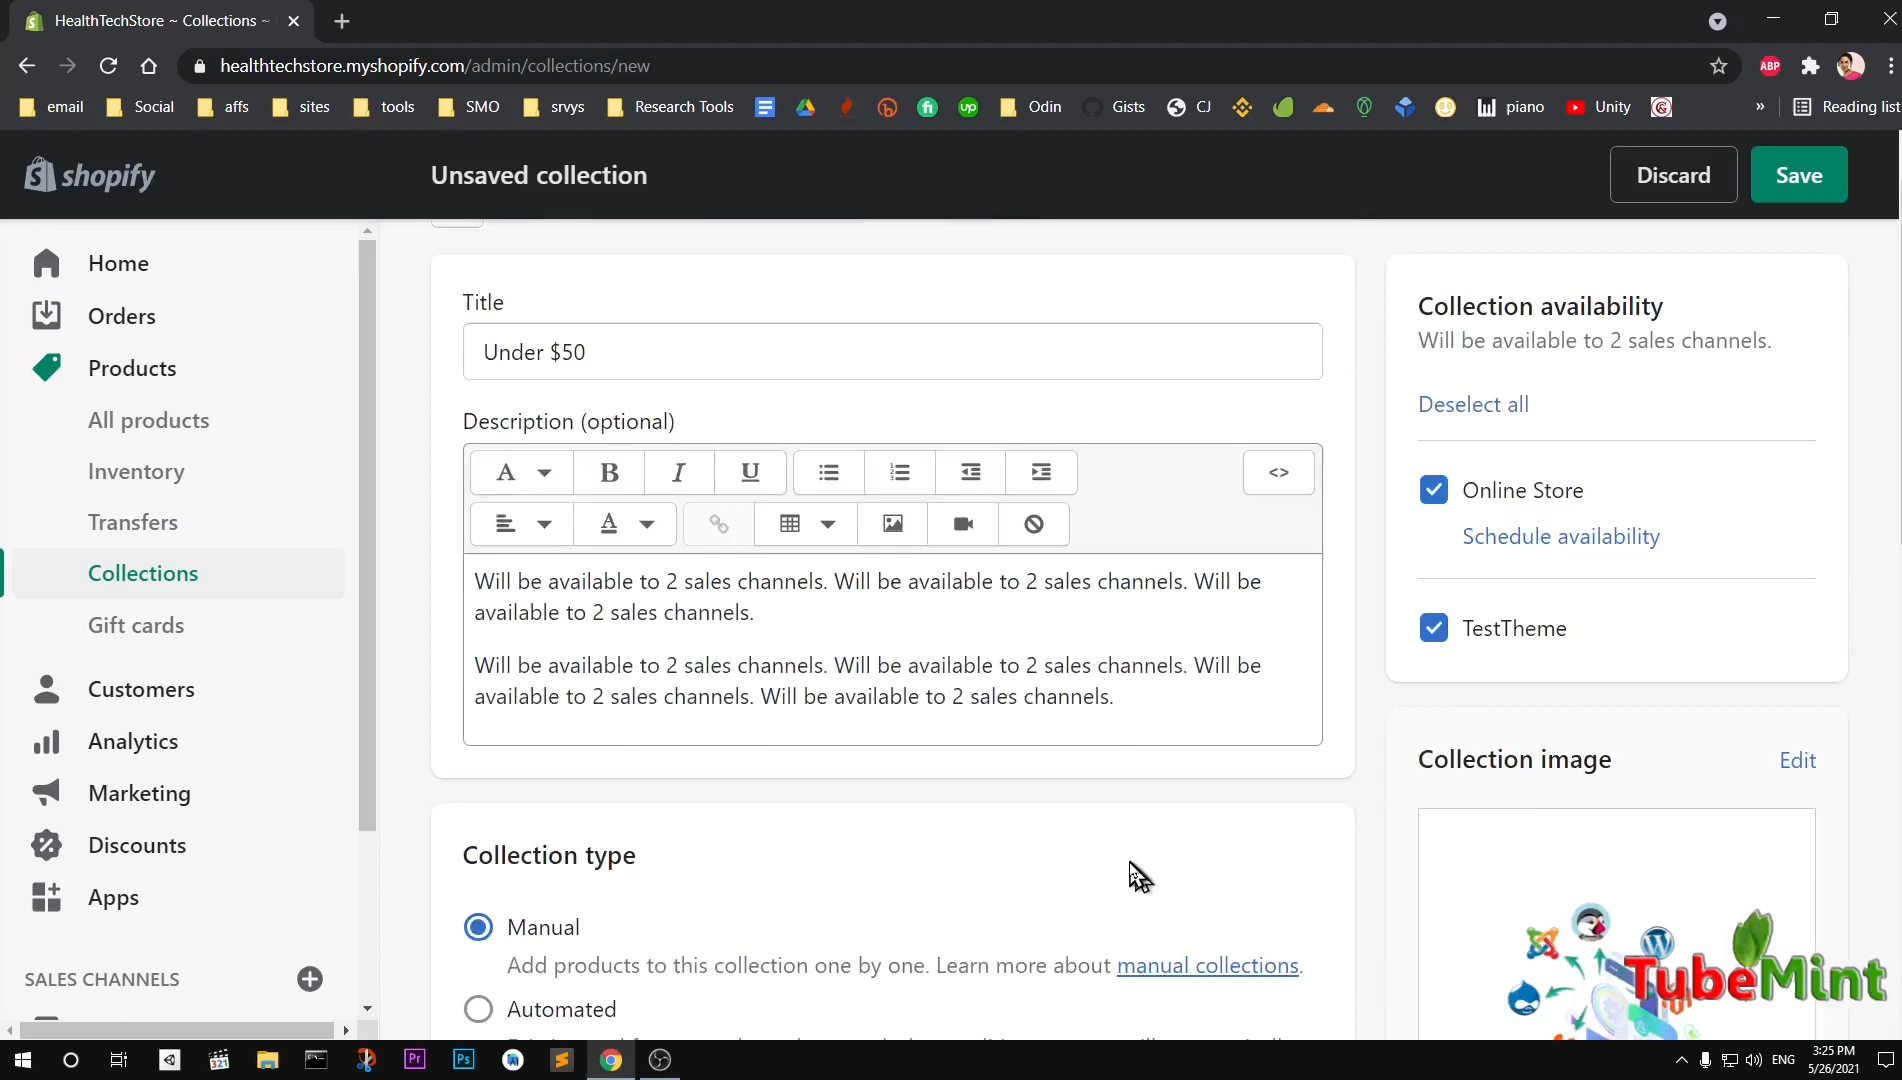 HealthTechStore ~ Collections ~
healthtechstore.myshopify.com/admin/collections/new
email Social affs sites tools SMO srvys Research Tools Odin Gists CJ piano Unity » Reading list
ABP
shopify
Unsaved collection
Discard
Save
Home
Orders
Products
All products
Inventory
Transfers
Collections
Gift cards
Customers
Analytics
Marketing
Discounts
Apps
SALES CHANNELS
Title
Under $50
Description (optional)
A B I U <>
A
Will be available to 2 sales channels. Will be available to 2 sales channels. Will be
available to 2 sales channels.
Will be available to 2 sales channels. Will be available to 2 sales channels. Will be
available to 2 sales channels. Will be available to 2 sales channels.
Collection type
Manual
Add products to this collection one by one. Learn more about manual collections.
Automated
Collection availability
Will be available to 2 sales channels.
Deselect all
Online Store
Schedule availability
TestTheme
Collection image
Edit
TubeMint
321
Pr
Ps
ENG
3:25 PM
5/26/2021